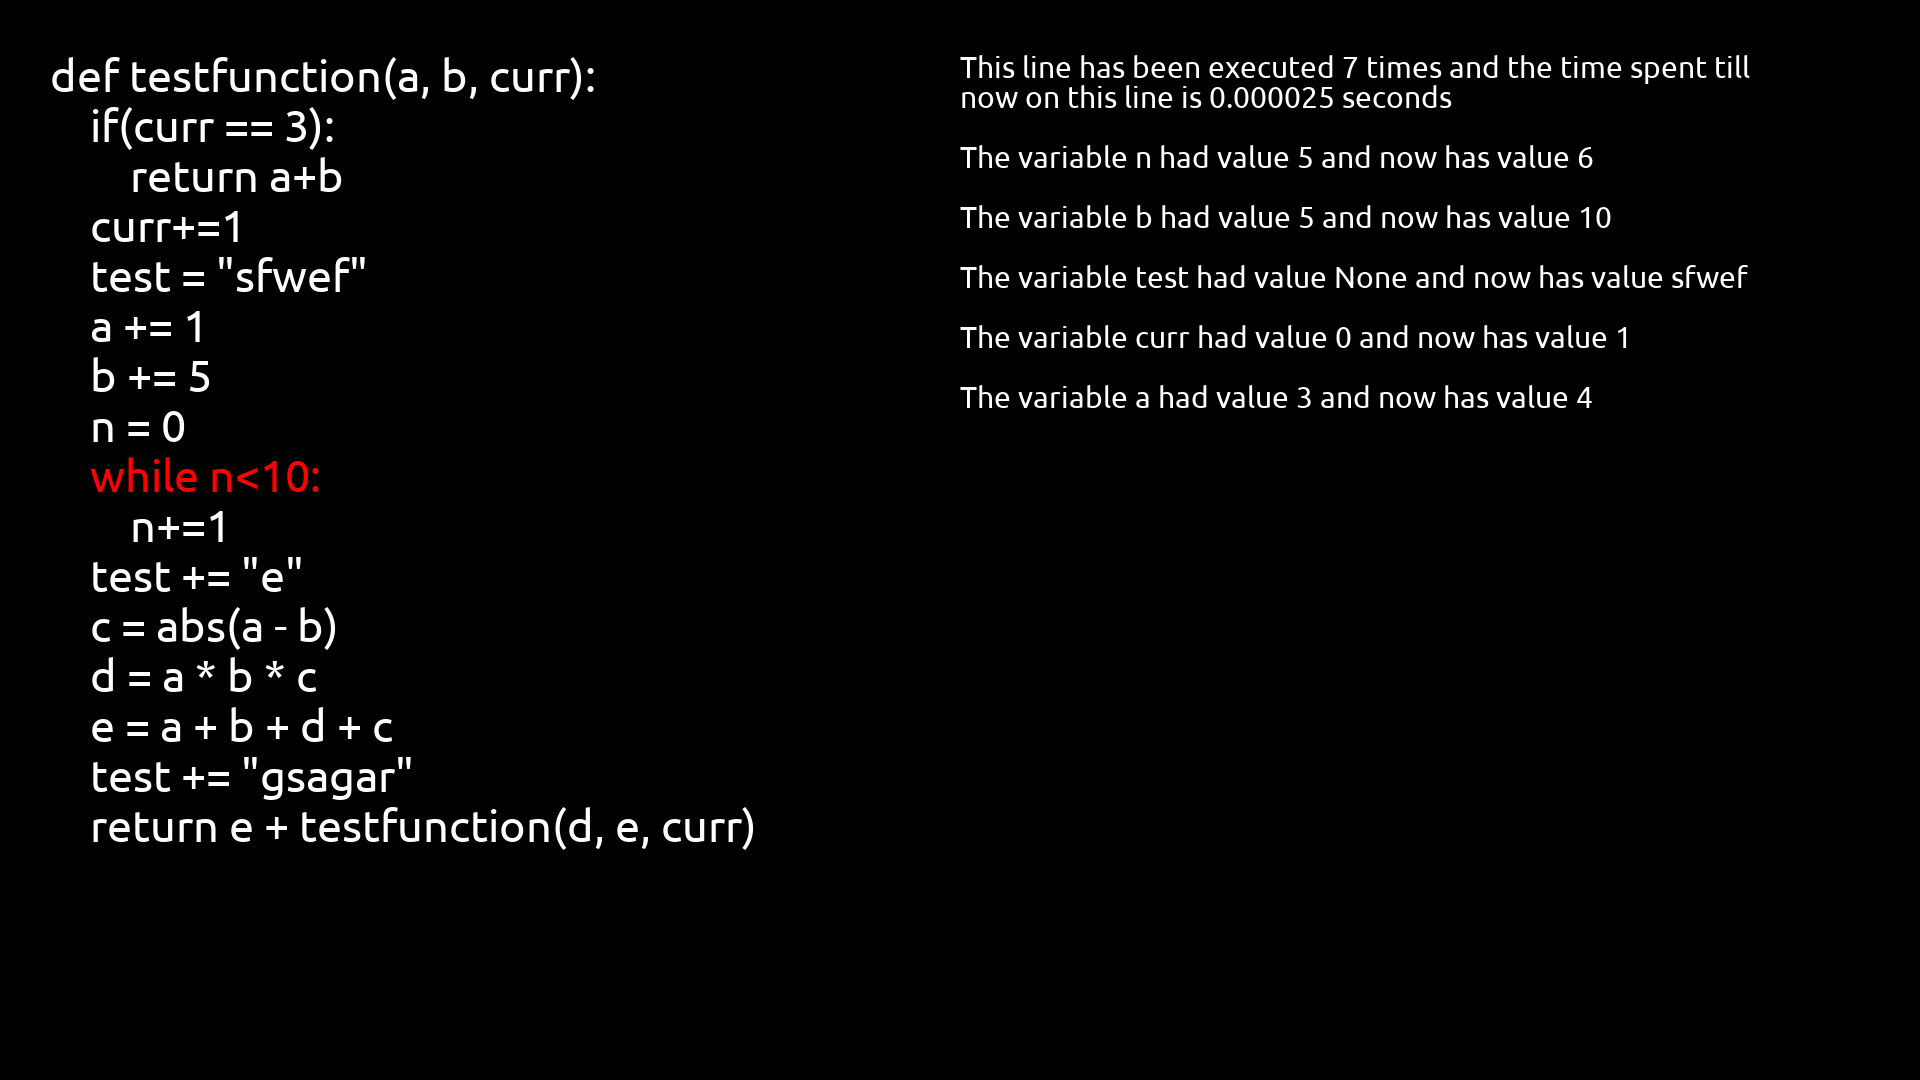 def testfunction(a, b, curr):
    if(curr == 3):
        return a+b
    curr+=1
    test = "sfwef"
    a += 1
    b += 5
    n = 0
    while n<10:
        n+=1
    test += "e"
    c = abs(a - b)
    d = a * b * c
    e = a + b + d + c
    test += "gsagar"
    return e + testfunction(d, e, curr)
This line has been executed 7 times and the time spent till
now on this line is 0.000025 seconds
The variable n had value 5 and now has value 6
The variable b had value 5 and now has value 10
The variable test had value None and now has value sfwef
The variable curr had value 0 and now has value 1
The variable a had value 3 and now has value 4